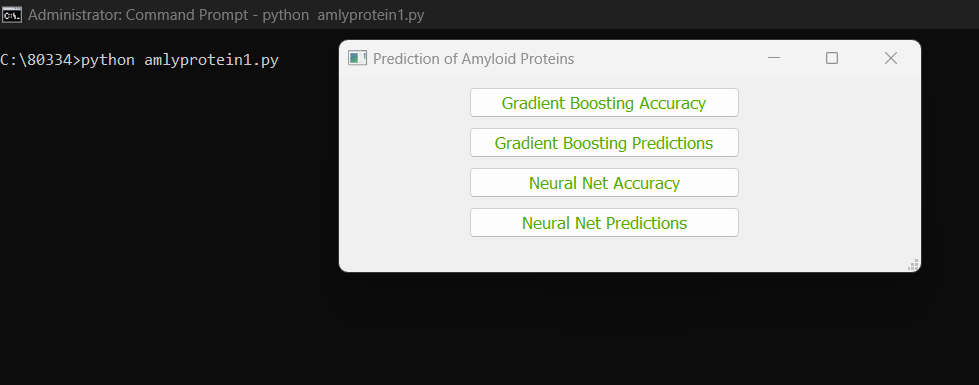 Administrator: Command Prompt - python  amlyprotein1.py
C:\80334>python amlyprotein1.py
Prediction of Amyloid Proteins
Gradient Boosting Accuracy
Gradient Boosting Predictions
Neural Net Accuracy
Neural Net Predictions